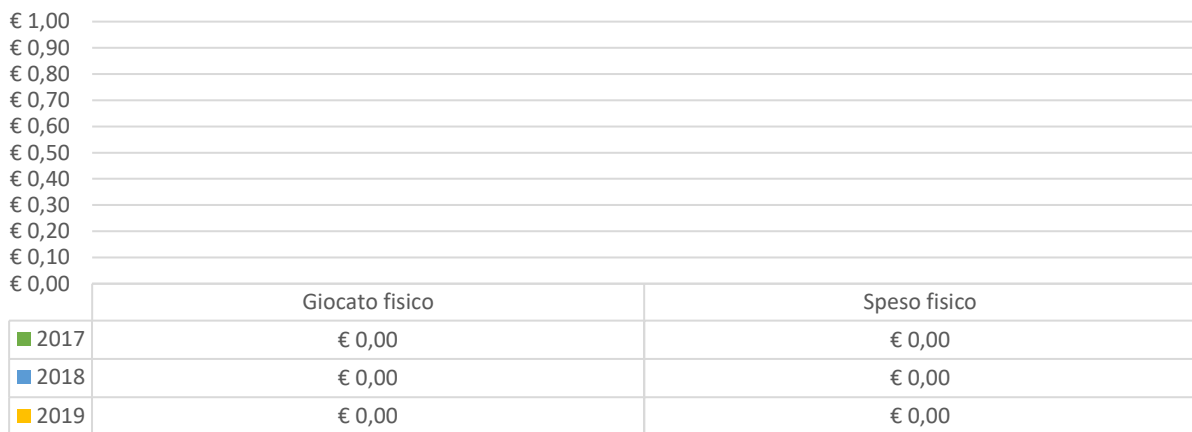 € 1,00
€ 0,90
€ 0,80
€ 0,70
€ 0,60
€ 0,50
€ 0,40
€ 0,30
€ 0,20
€ 0,10
€ 0,00
Giocato fisico Speso fisico
2017 € 0,00 € 0,00
2018 € 0,00 € 0,00
2019 € 0,00 € 0,00